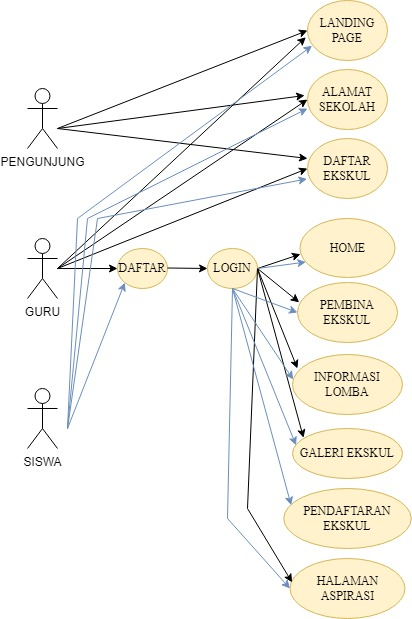 LANDING
PAGE
ALAMAT
SEKOLAH
PENGUNJUNG
DAFTAR
EKSKUL
HOME
DAFTAR
LOGIN
GURU
PEMBINA
EKSKUL
INFORMASI
LOMBA
SISWA
GALERI EKSKUL
PENDAFTARAN
EKSKUL
HALAMAN
ASPIRASI